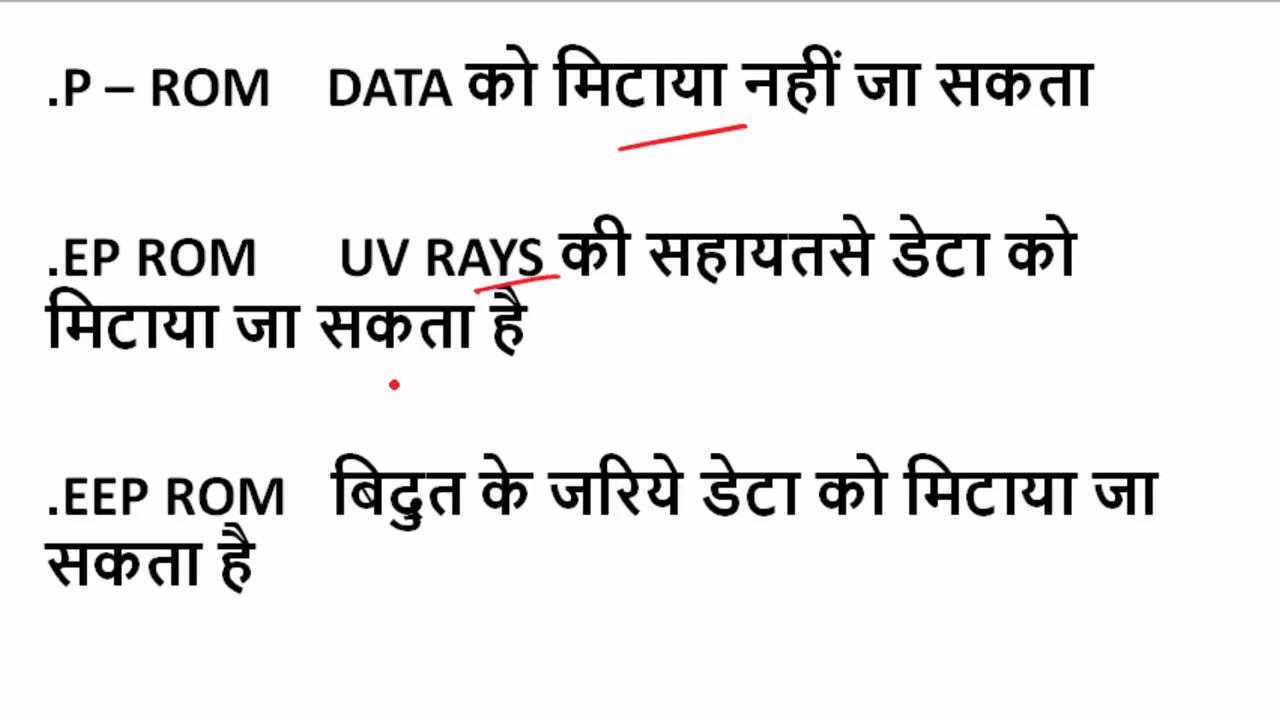 .P – ROM DATA को मिटाया नहीं जा सकता
.EP ROM UV RAYS की सहायतसे डेटा को
मिटाया जा सकता है
.EEP ROM बिदुत के जरिये डेटा को मिटाया जा
सकता है